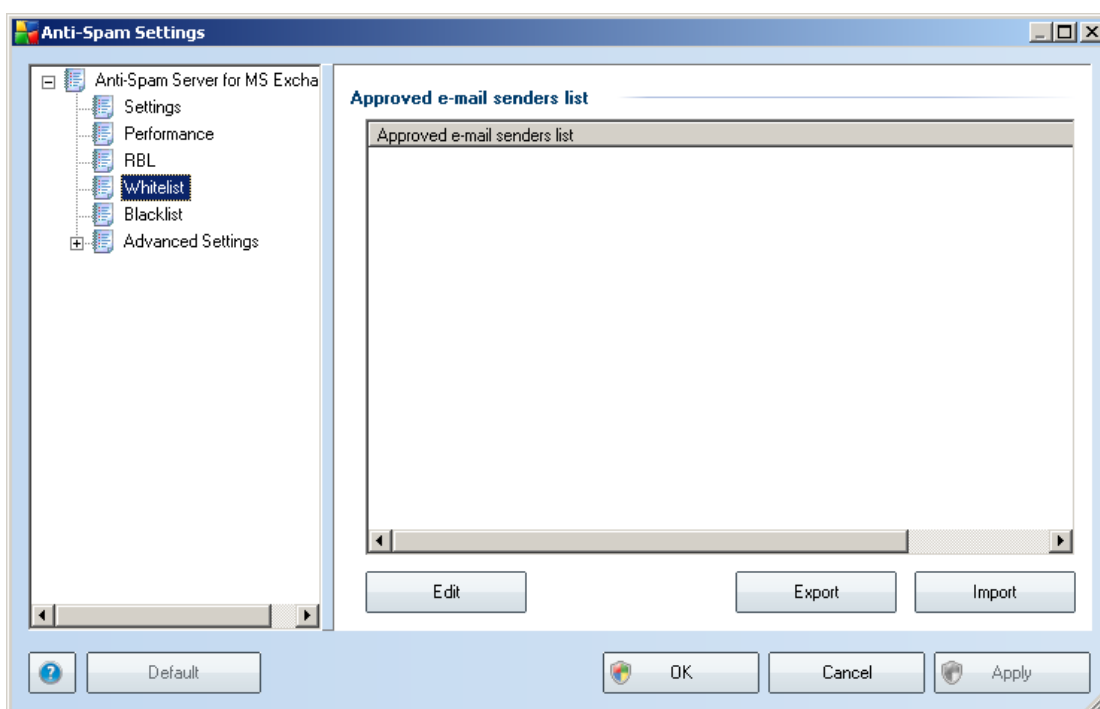 Anti-Spam Settings
Anti-Spam Server for MS Excha
Settings
Performance
RBL
Whitelist
Blacklist
Advanced Settings
Approved e-mail senders list
Approved e-mail senders list
Edit
Export
Import
?
Default
OK
Cancel
Apply